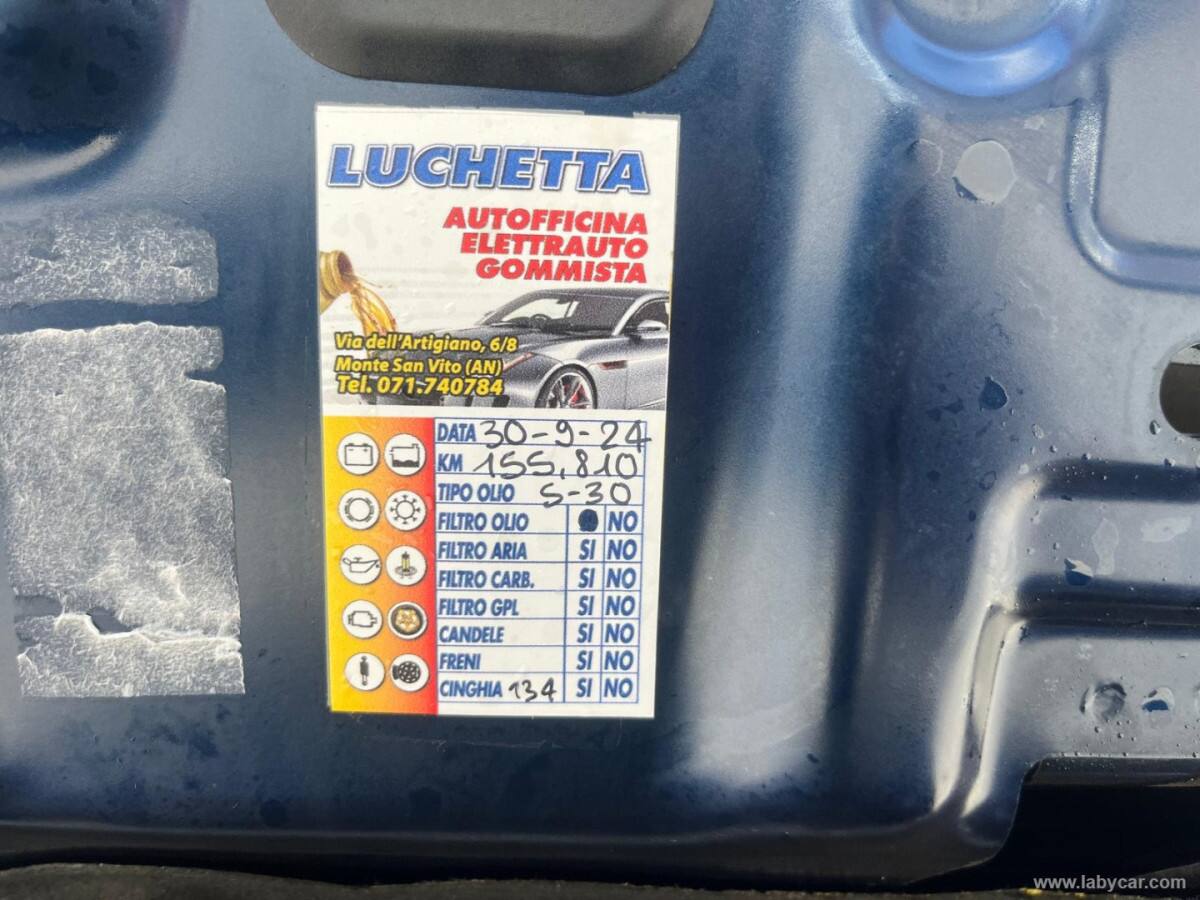 LUCHETTA
AUTOFFICINA
ELETTRAUTO
GOMMISTA
Via dell'Artigiano, 6/8
Monte San Vito (AN)
Tel. 071.740784
DATA 30-9-24
KM 155,810
TIPO OLIO 5-30
FILTRO OLIO NO
FILTRO ARIA SI NO
FILTRO CARB. SI NO
FILTRO GPL SI NO
CANDELE SI NO
FRENI SI NO
CINGHIA 134 SI NO
www.labycar.com